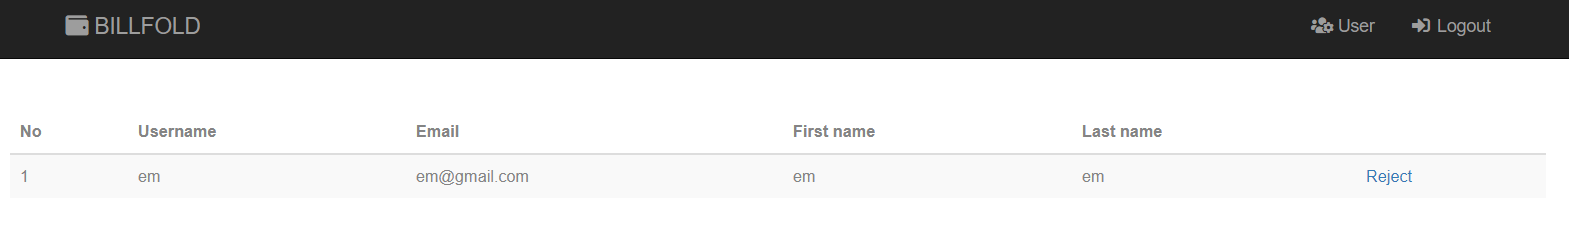 BILLFOLD User Logout
No Username Email First name Last name
1 em em@gmail.com em em Reject